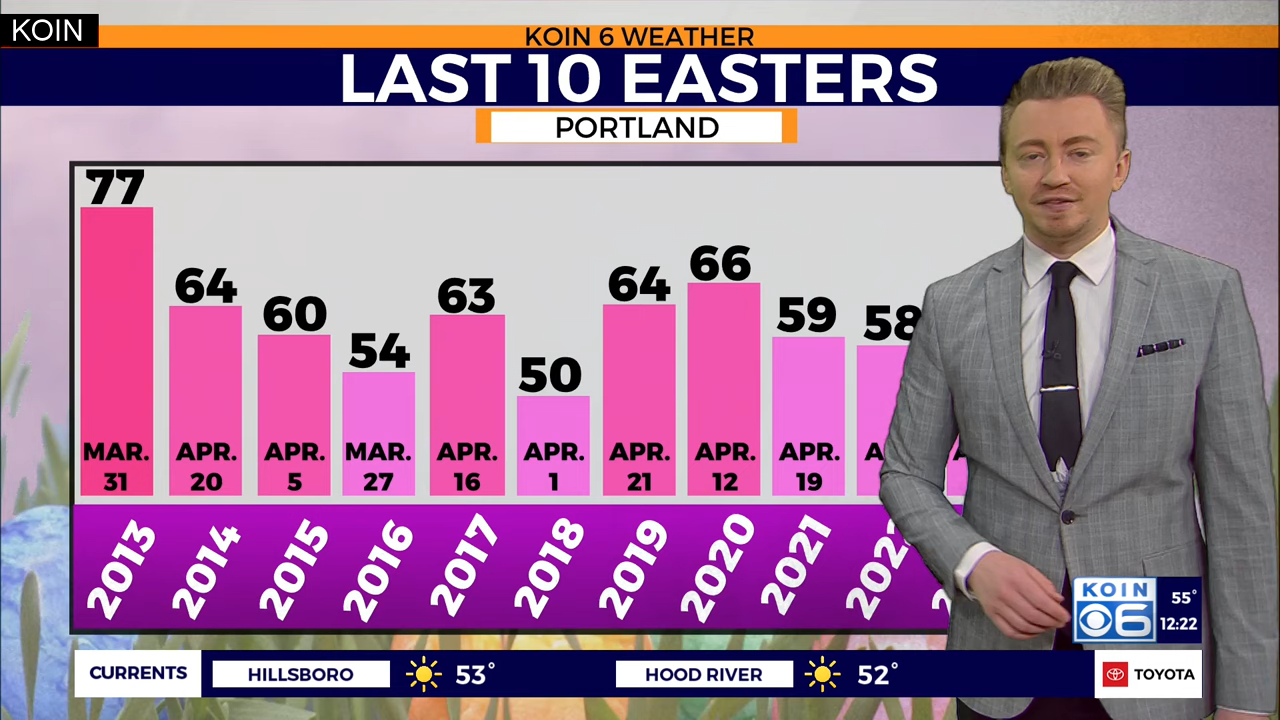 KOIN
KOIN 6 WEATHER
LAST 10 EASTERS
PORTLAND
77
64
60
54
63
50
64
66
59
58
MAR. 31
APR. 20
APR. 5
MAR. 27
APR. 16
APR. 1
APR. 21
APR. 12
APR. 19
2013
2014
2015
2016
2017
2018
2019
2020
2021
KOIN
6
55°
12:22
CURRENTS
HILLSBORO
53°
HOOD RIVER
52°
TOYOTA